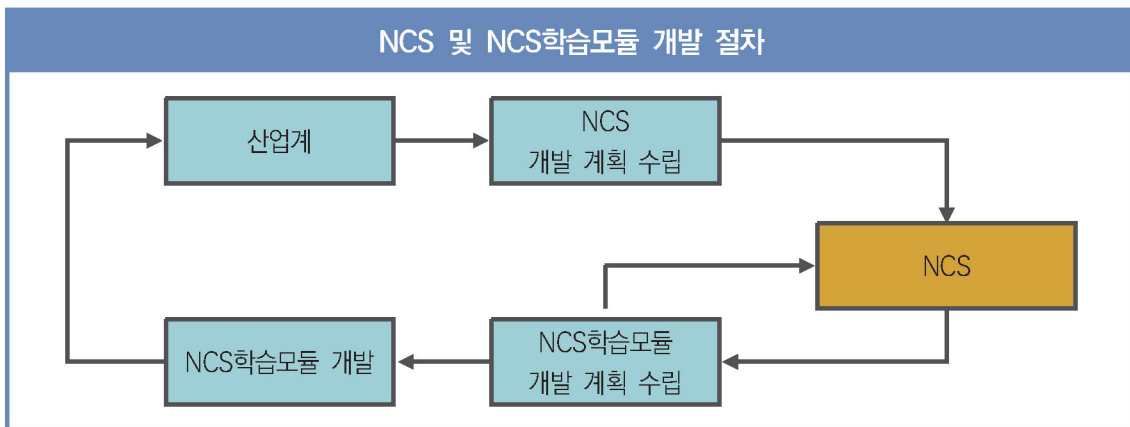 NCS 및 NCS학습모듈 개발 절차
산업계
NCS
개발 계획 수립
NCS
NCS학습모듈 개발
NCS학습모듈
개발 계획 수립